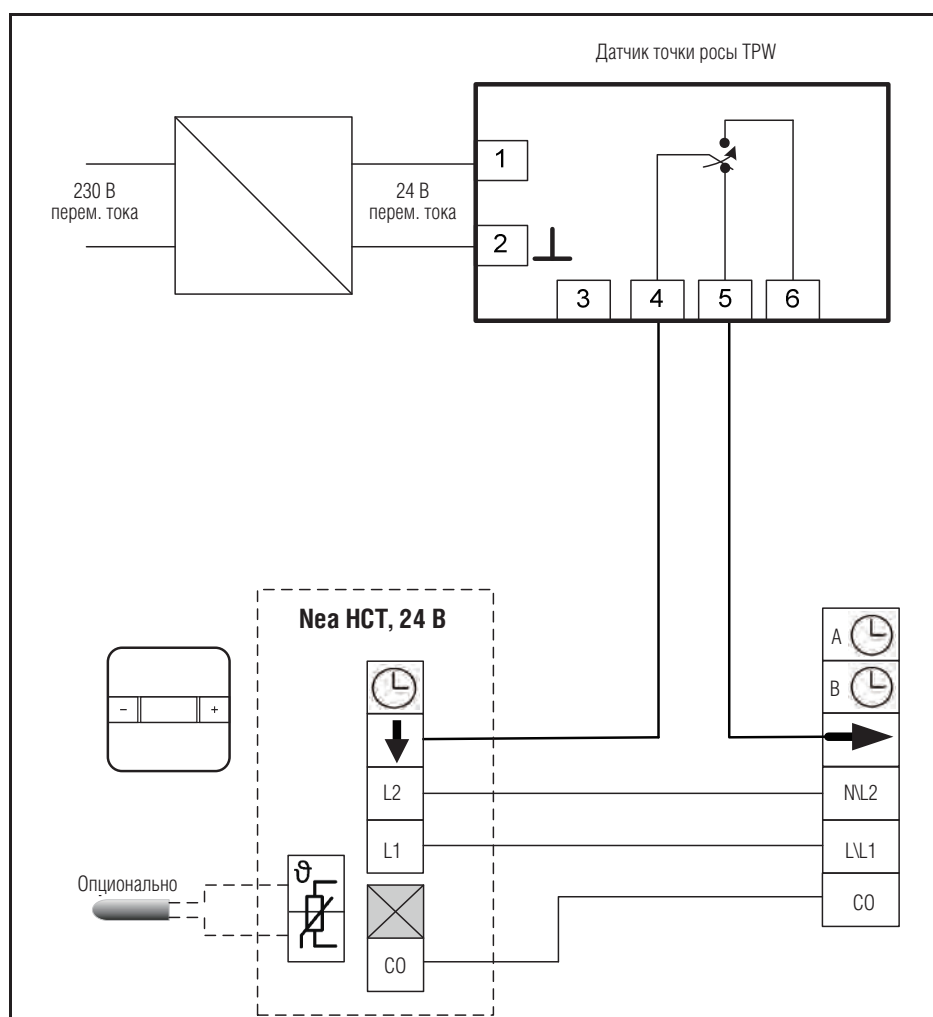 Датчик точки росы TPW
1
230 В
перем. тока
24 В
перем. тока
2
3
4
5
6
Nea HCT, 24 В
A
B
−
+
L2
N\L2
L1
L\L1
ϑ
Опционально
CO
CO